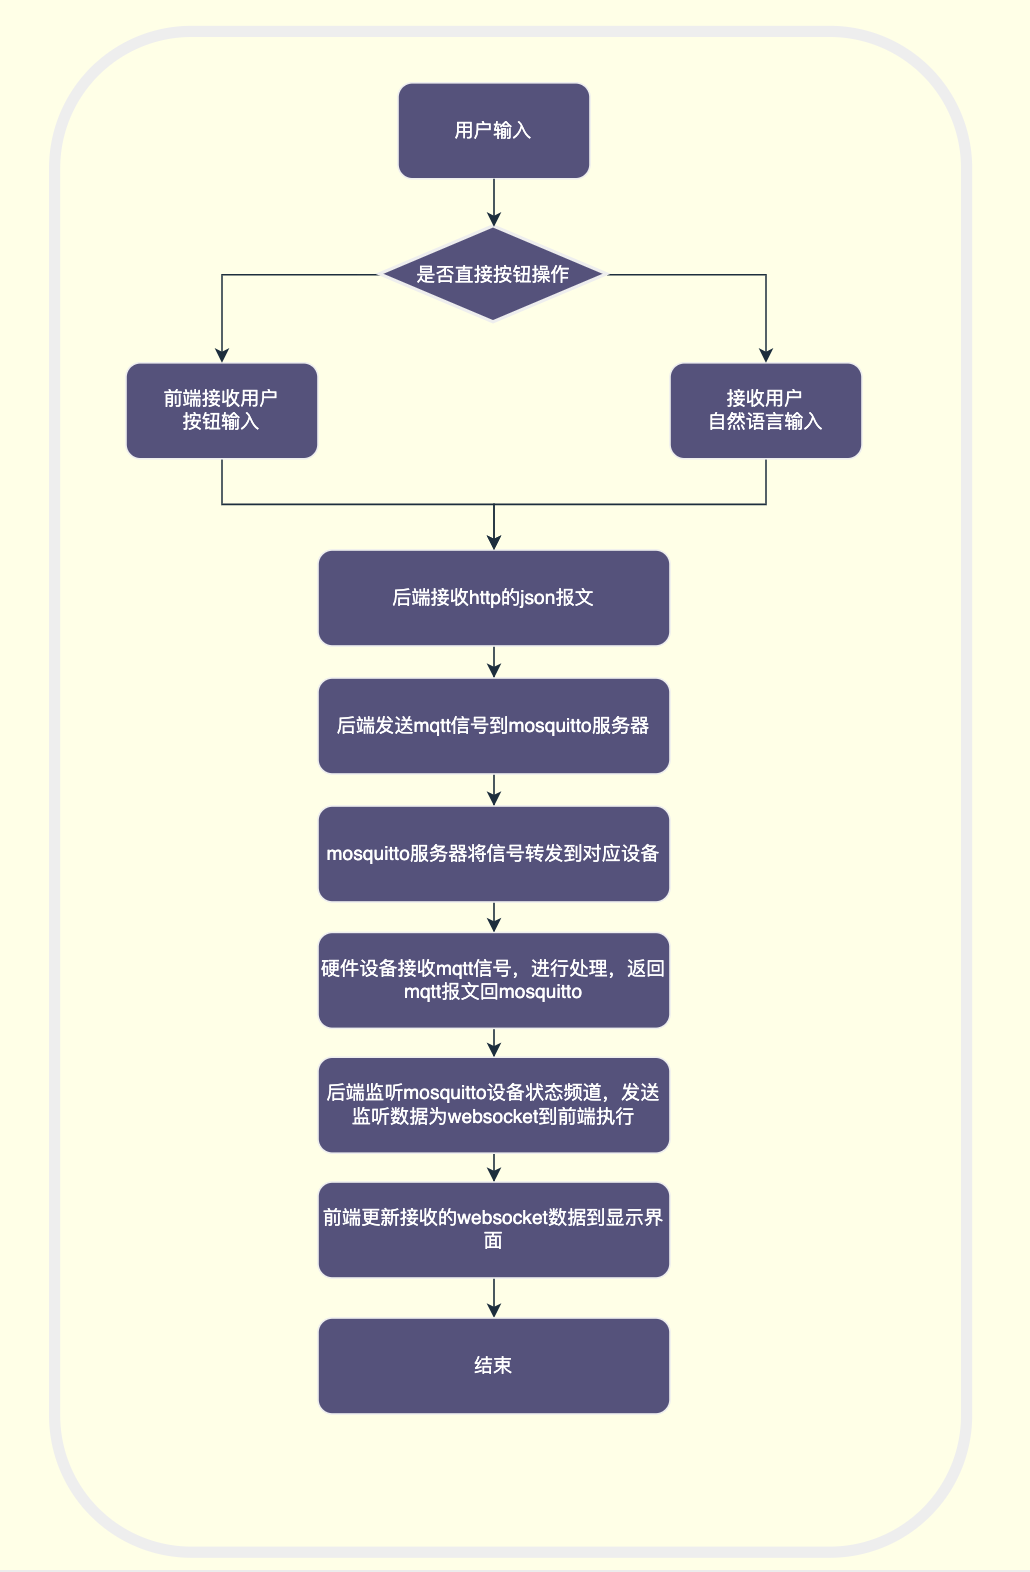 用户输入
是否直接按钮操作
前端接收用户
按钮输入
接收用户
自然语言输入
后端接收http的json报文
后端发送mqtt信号到mosquitto服务器
mosquitto服务器将信号转发到对应设备
硬件设备接收mqtt信号，进行处理，返回
mqtt报文回mosquitto
后端监听mosquitto设备状态频道，发送
监听数据为websocket到前端执行
前端更新接收的websocket数据到显示界
面
结束